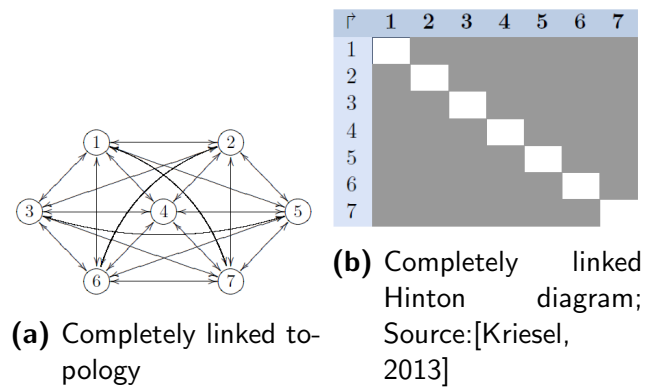 1 2
3 4 5
6 7
(a) Completely linked to-
pology
↱ 1 2 3 4 5 6 7
1
2
3
4
5
6
7
(b) Completely linked
Hinton diagram;
Source:[Kriesel,
2013]